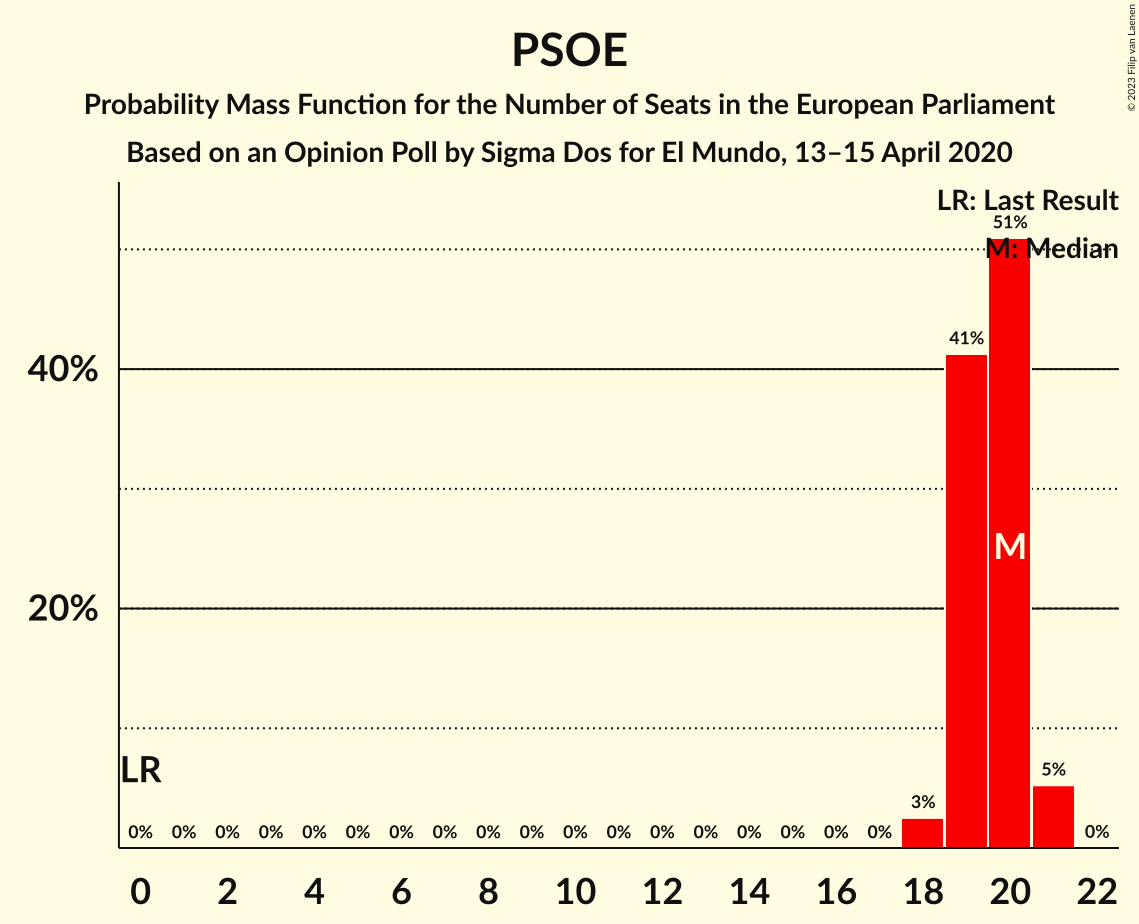 PSOE
Probability Mass Function for the Number of Seats in the European Parliament
Based on an Opinion Poll by Sigma Dos for El Mundo, 13–15 April 2020
© 2023 Filip van Laenen
LR: Last Result
51%
M: Median
41%
40%
M
20%
LR
5%
3%
0% 0% 0% 0% 0% 0% 0% 0% 0% 0% 0% 0% 0% 0% 0% 0% 0% 0% 0%
0 2 4 6 8 10 12 14 16 18 20 22